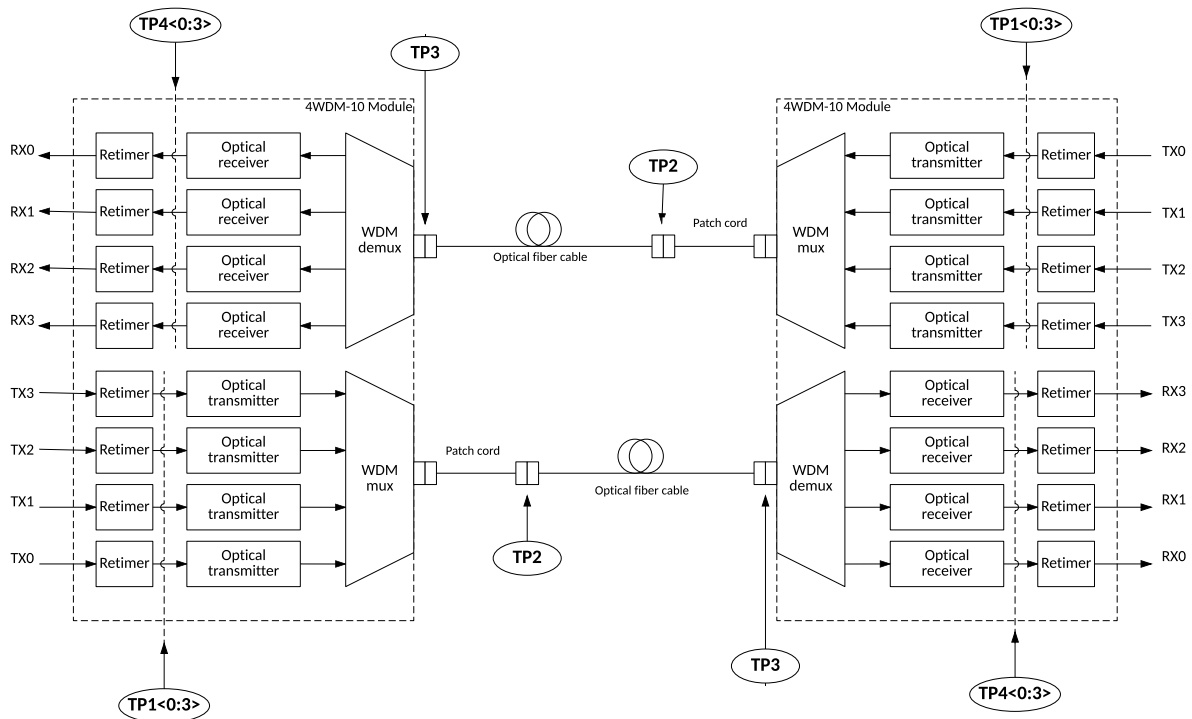 TP4<0:3>
TP3
TP1<0:3>
4WDM-10 Module
4WDM-10 Module
RX0
Retimer
Optical
receiver
RX1
Retimer
Optical
receiver
RX2
Retimer
Optical
receiver
RX3
Retimer
Optical
receiver
WDM
demux
Optical fiber cable
TP2
Patch cord
WDM
mux
Optical
transmitter
Retimer
TX0
Optical
transmitter
Retimer
TX1
Optical
transmitter
Retimer
TX2
Optical
transmitter
Retimer
TX3
TX3
Retimer
Optical
transmitter
TX2
Retimer
Optical
transmitter
TX1
Retimer
Optical
transmitter
TX0
Retimer
Optical
transmitter
WDM
mux
Patch cord
TP2
Optical fiber cable
WDM
demux
Optical
receiver
Retimer
RX3
Optical
receiver
Retimer
RX2
Optical
receiver
Retimer
RX1
Optical
receiver
Retimer
RX0
TP1<0:3>
TP3
TP4<0:3>